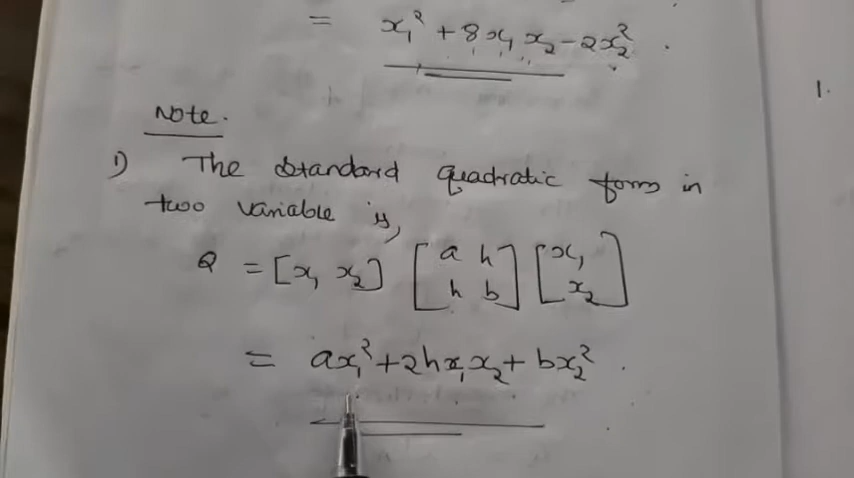 = x₁² + 8x₁x₂ - 2x₂².
1.
Note.
1) The standard quadratic form in
two variable is,
Q = [x₁ x₂] [a h; h b] [x₁; x₂]
= ax₁² + 2hx₁x₂ + bx₂².